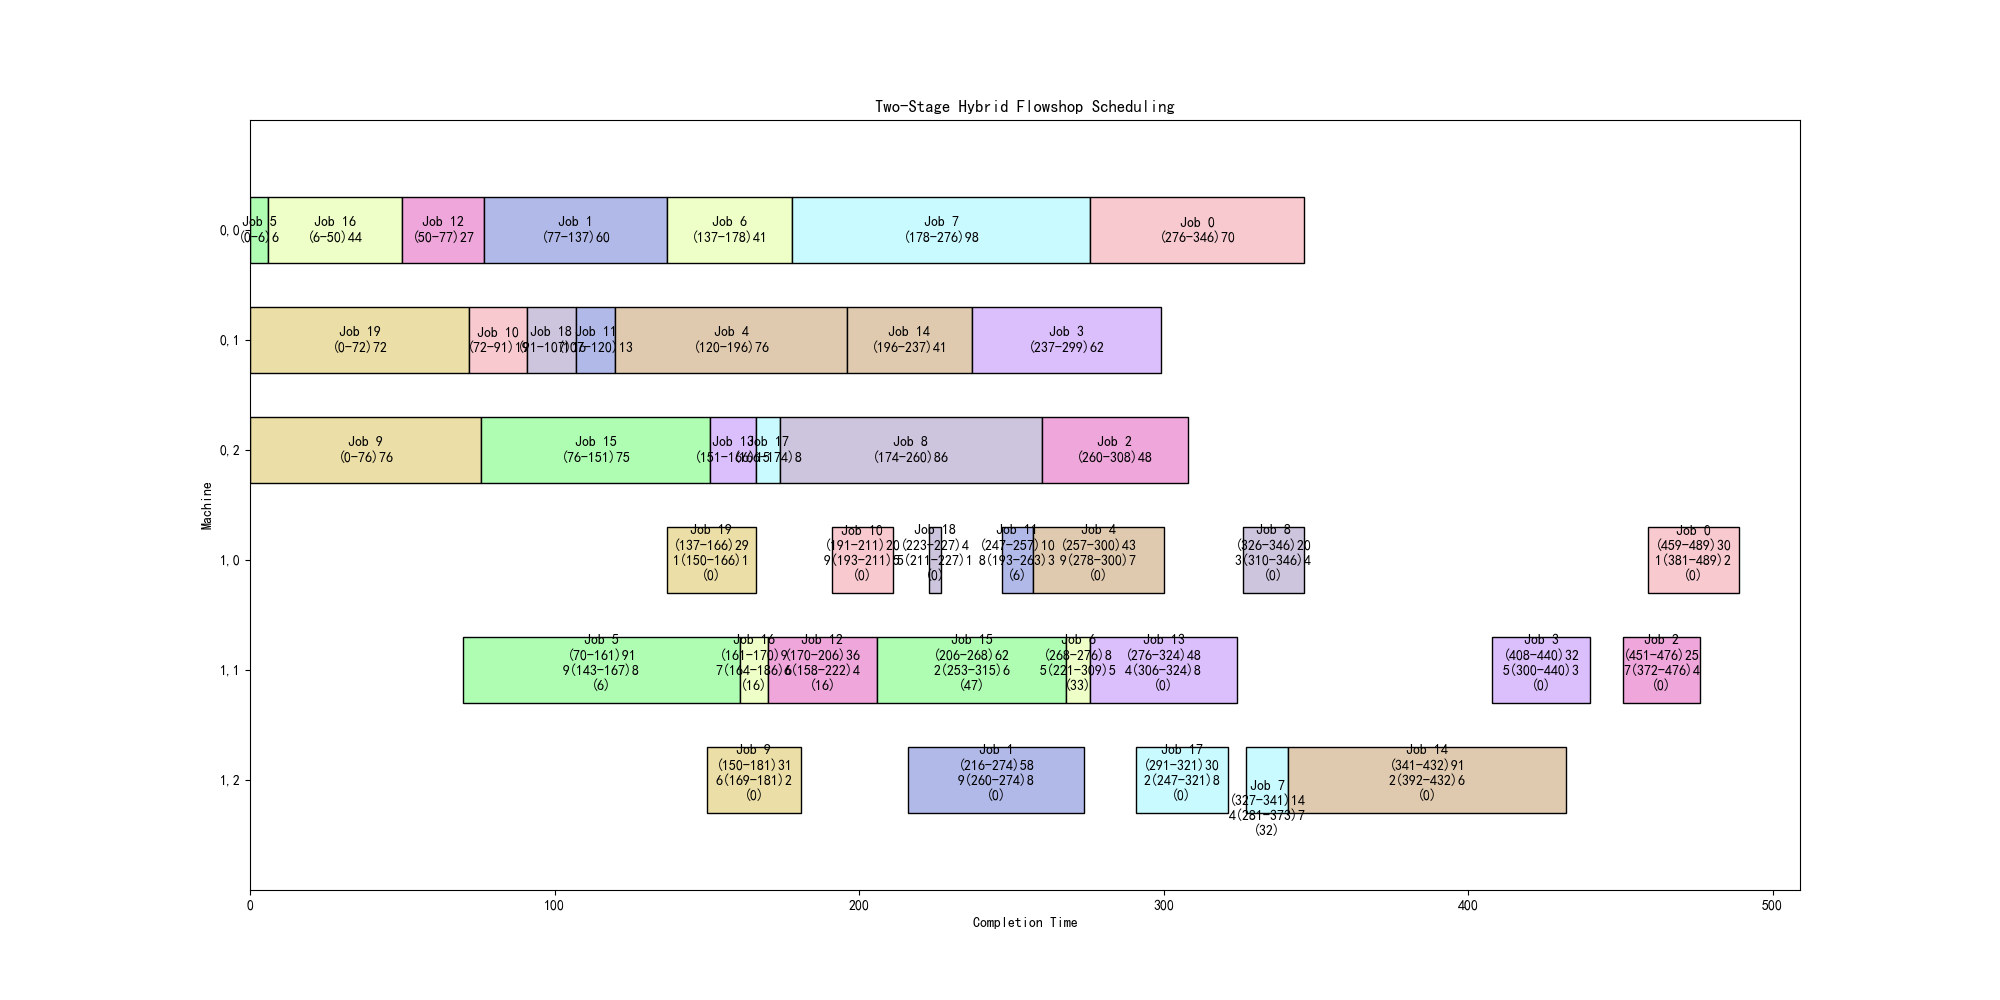 Two-Stage Hybrid Flowshop Scheduling
0,0
Job 5
(0-6)6
Job 16
(6-50)44
Job 12
(50-77)27
Job 1
(77-137)60
Job 6
(137-178)41
Job 7
(178-276)98
Job 0
(276-346)70
0,1
Job 19
(0-72)72
Job 10
(72-91)19
Job 18
(91-107)16
Job 11
(107-120)13
Job 4
(120-196)76
Job 14
(196-237)41
Job 3
(237-299)62
0,2
Job 9
(0-76)76
Job 15
(76-151)75
Job 13
(151-166)15
Job 17
(166-174)8
Job 8
(174-260)86
Job 2
(260-308)48
Machine
1,0
Job 19
(137-166)29
1(150-166)1
(0)
Job 10
(191-211)20
9(193-211)5
(0)
Job 18
(223-227)4
5(211-227)1
(0)
Job 11
(247-257)10
8(193-263)3
(6)
Job 4
(257-300)43
9(278-300)7
(0)
Job 8
(326-346)20
3(310-346)4
(0)
Job 0
(459-489)30
1(381-489)2
(0)
1,1
Job 5
(70-161)91
9(143-167)8
(6)
Job 16
(161-170)9
7(164-186)6
(16)
Job 12
(170-206)36
6(158-222)4
(16)
Job 15
(206-268)62
2(253-315)6
(47)
Job 6
(268-276)8
5(221-309)5
(33)
Job 13
(276-324)48
4(306-324)8
(0)
Job 3
(408-440)32
5(300-440)3
(0)
Job 2
(451-476)25
7(372-476)4
(0)
1,2
Job 9
(150-181)31
6(169-181)2
(0)
Job 1
(216-274)58
9(260-274)8
(0)
Job 17
(291-321)30
2(247-321)8
(0)
Job 7
(327-341)14
4(281-373)7
(32)
Job 14
(341-432)91
2(392-432)6
(0)
0
100
200
300
400
500
Completion Time